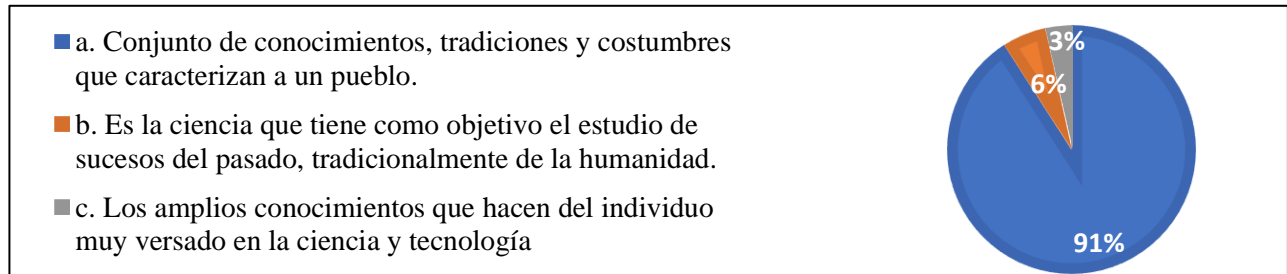 a. Conjunto de conocimientos, tradiciones y costumbres
que caracterizan a un pueblo.
b. Es la ciencia que tiene como objetivo el estudio de
sucesos del pasado, tradicionalmente de la humanidad.
c. Los amplios conocimientos que hacen del individuo
muy versado en la ciencia y tecnología
3%
6%
91%